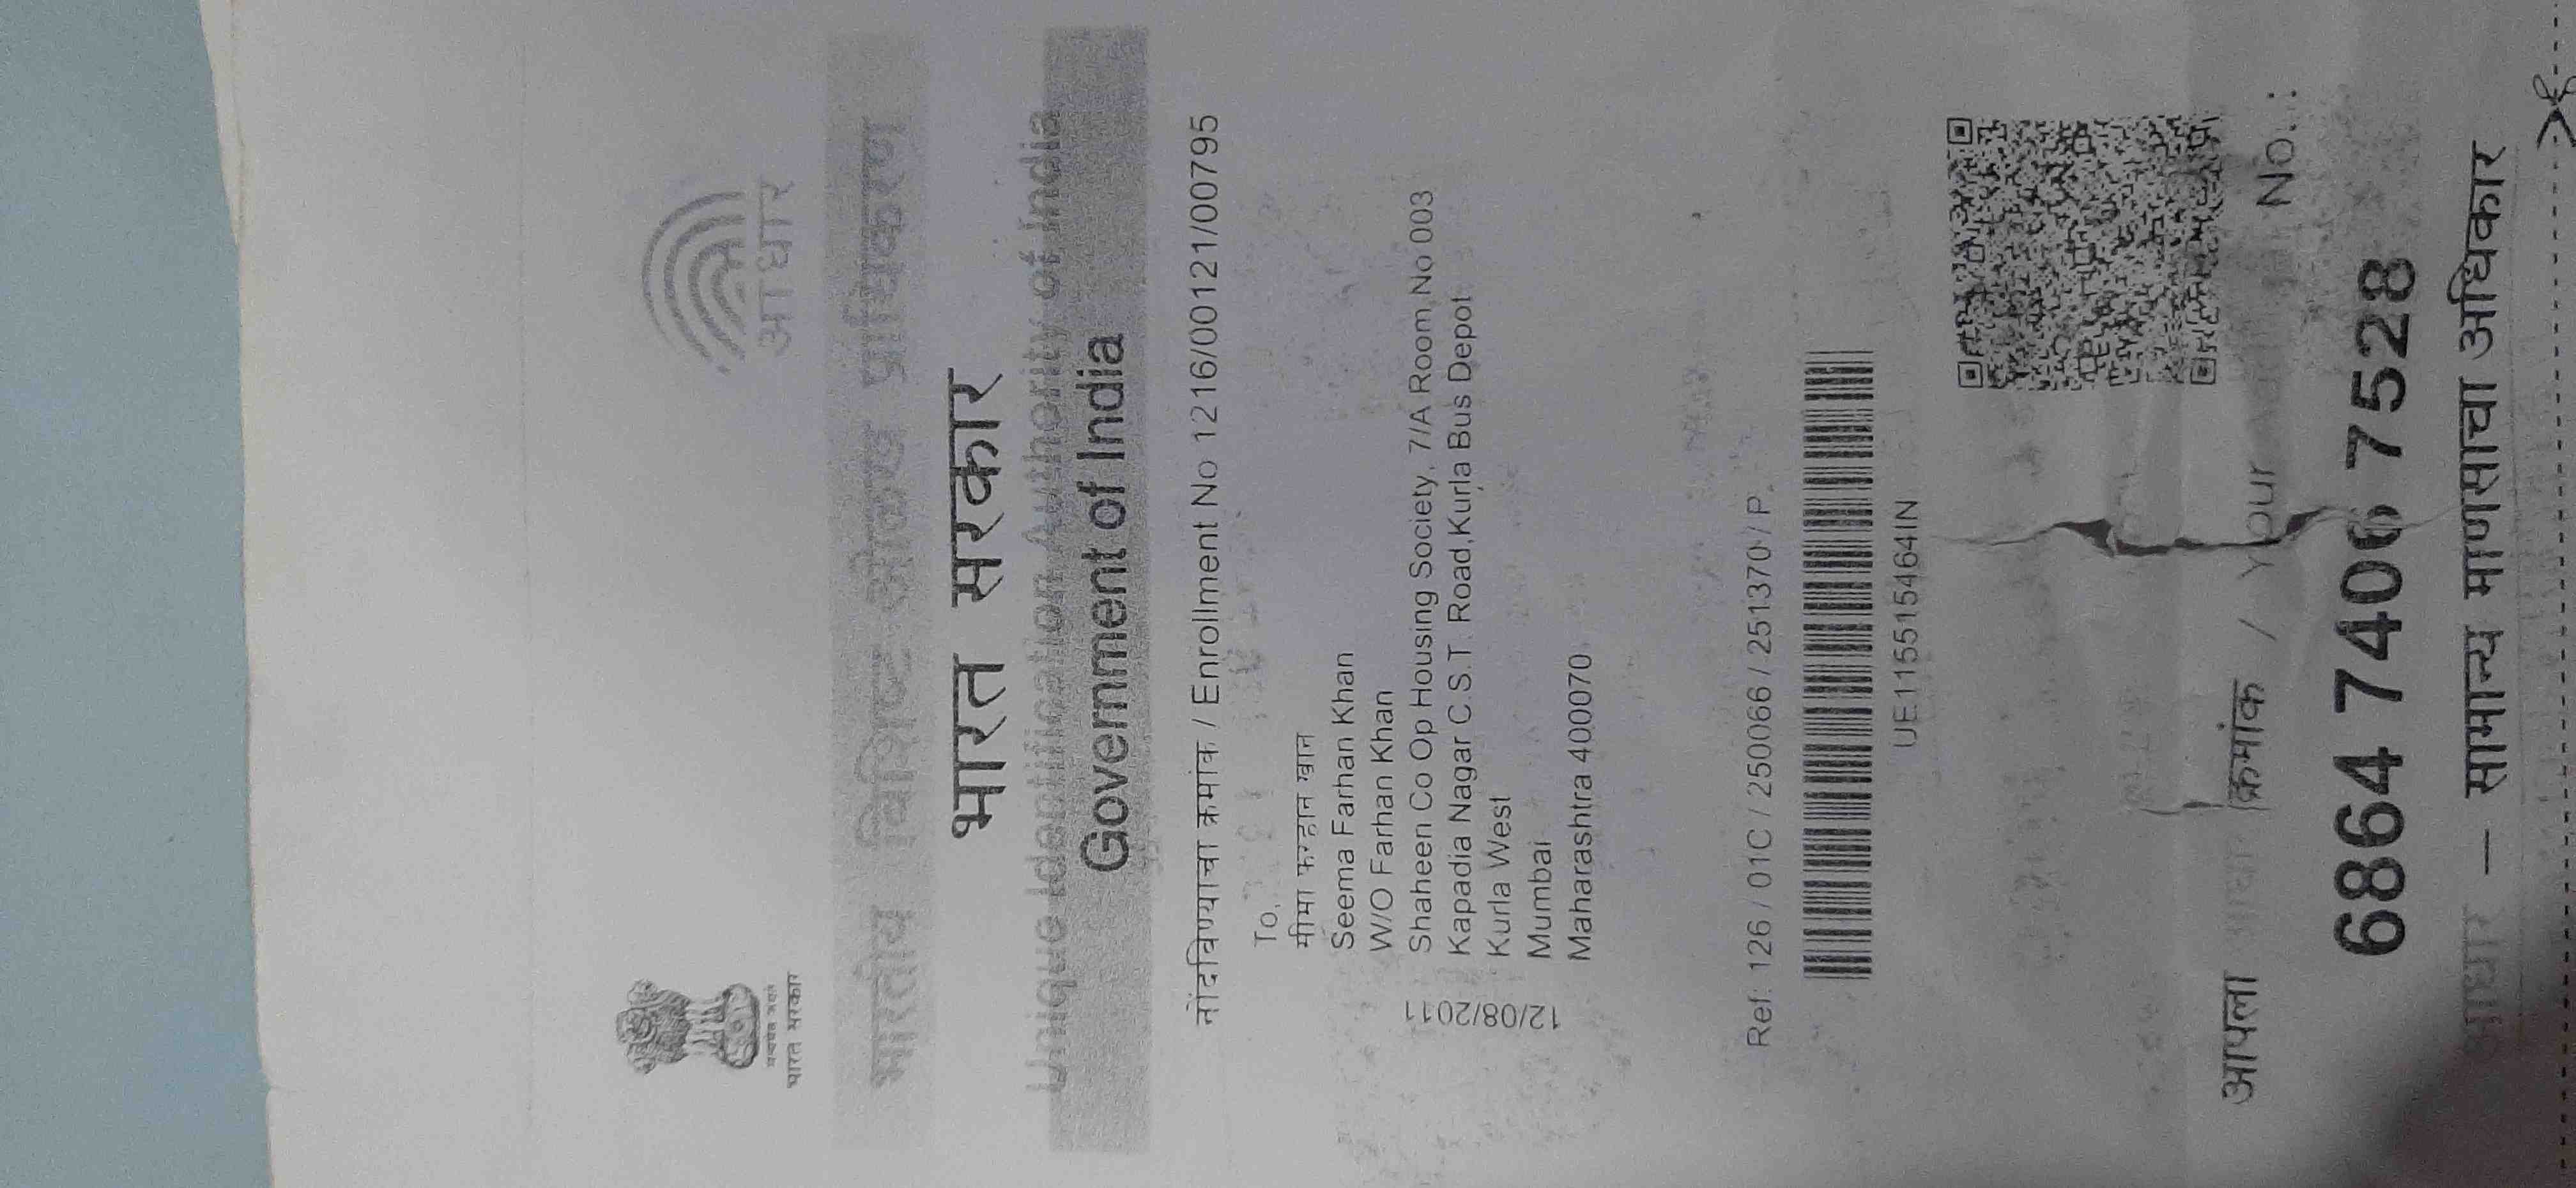 सत्यमेव जयते
भारत सरकार
आधार
भारतीय विशिष्ट ओळख प्राधिकरण
भारत सरकार
Unique Identification Authority of India
Government of India
नोंदविण्याचा क्रमांक / Enrollment No 1216/00121/00795
To,
सीमा फरहान खान
Seema Farhan Khan
W/O Farhan Khan
Shaheen Co Op Housing Society, 7/A Room,No 003
Kapadia Nagar C.S.T. Road,Kurla Bus Depot
Kurla West
Mumbai
Maharashtra 400070
12/08/2011
Ref: 126 / 01C / 250066 / 251370 / P
UE115515464IN
आपला क्रमांक / Your No.:
6864 7406 7528
आधार – सामान्य माणसाचा अधिकार